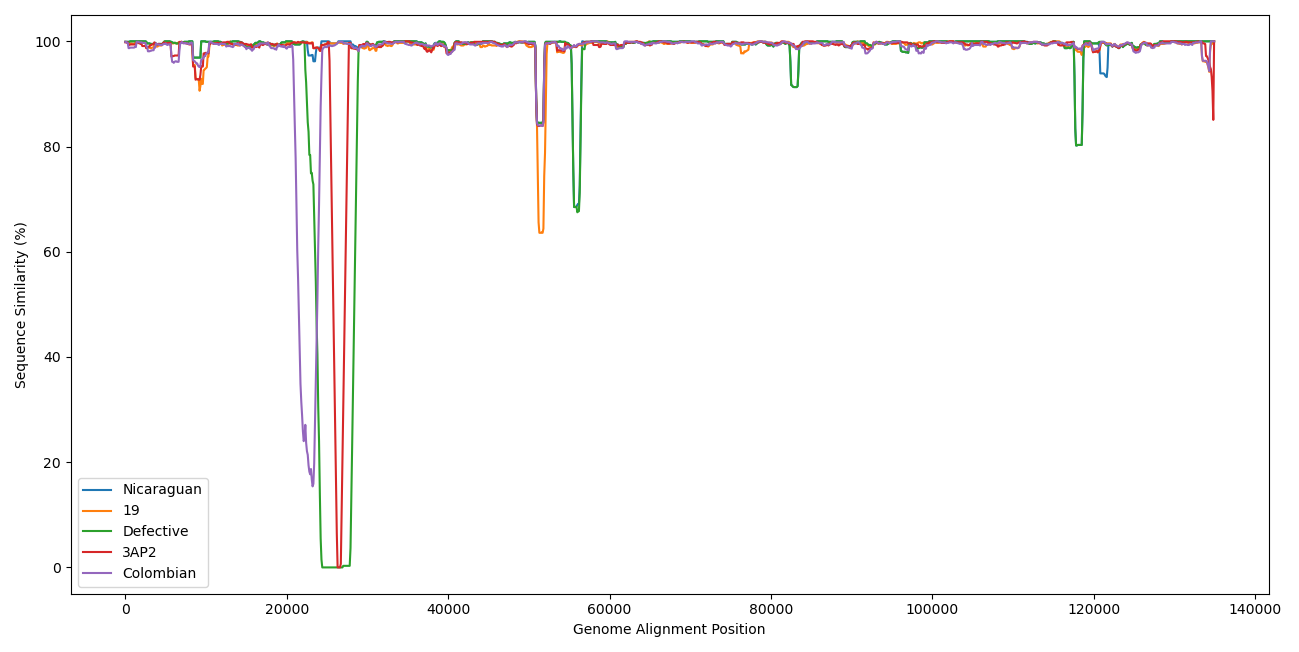 100
80
60
40
20
0
Sequence Similarity (%)
Nicaraguan
19
Defective
3AP2
Colombian
0 20000 40000 60000 80000 100000 120000 140000
Genome Alignment Position